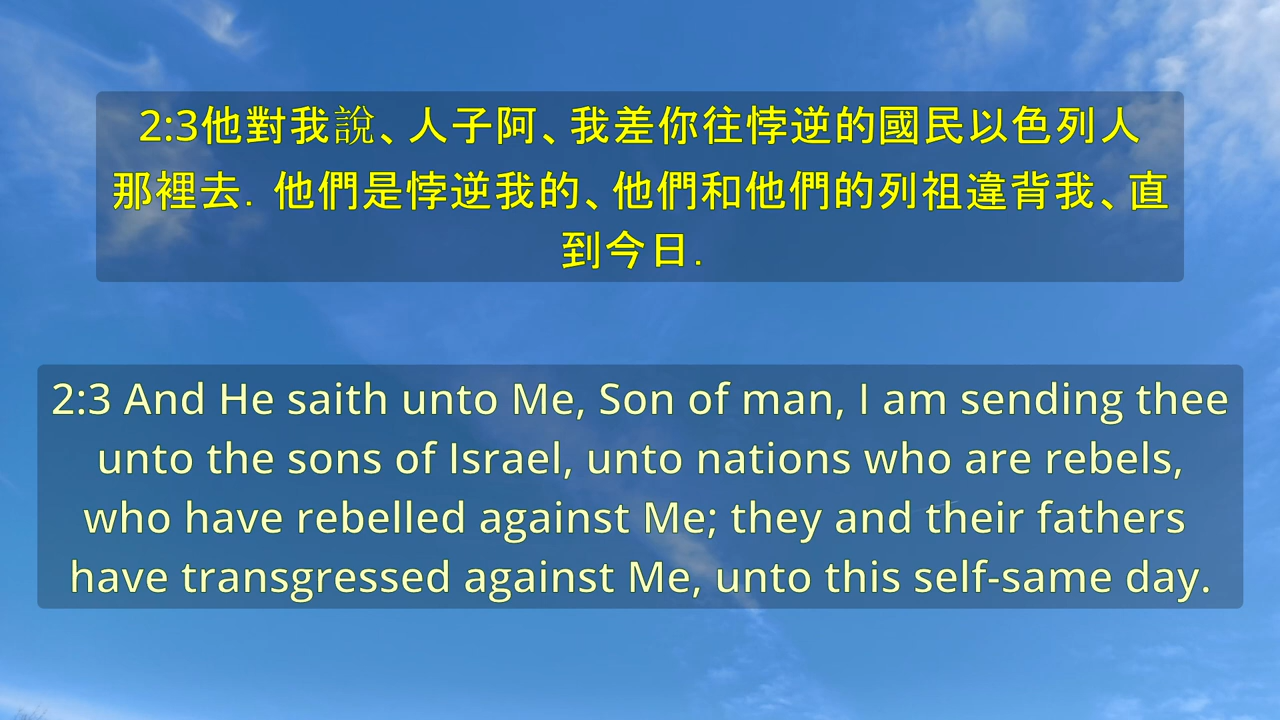 2:3他對我說、人子阿、我差你往悖逆的國民以色列人
那裡去. 他們是悖逆我的、他們和他們的列祖違背我、直
到今日.
2:3 And He saith unto Me, Son of man, I am sending thee
unto the sons of Israel, unto nations who are rebels,
who have rebelled against Me; they and their fathers
have transgressed against Me, unto this self-same day.